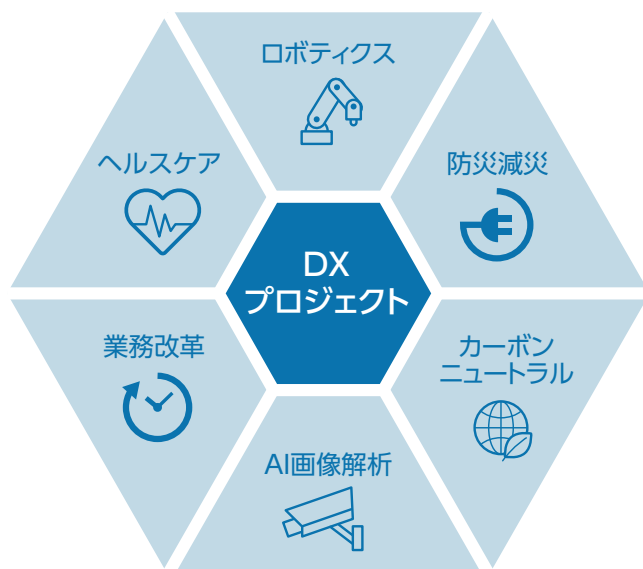 ロボティクス
ヘルスケア
防災減災
DX
プロジェクト
業務改革
カーボン
ニュートラル
AI画像解析